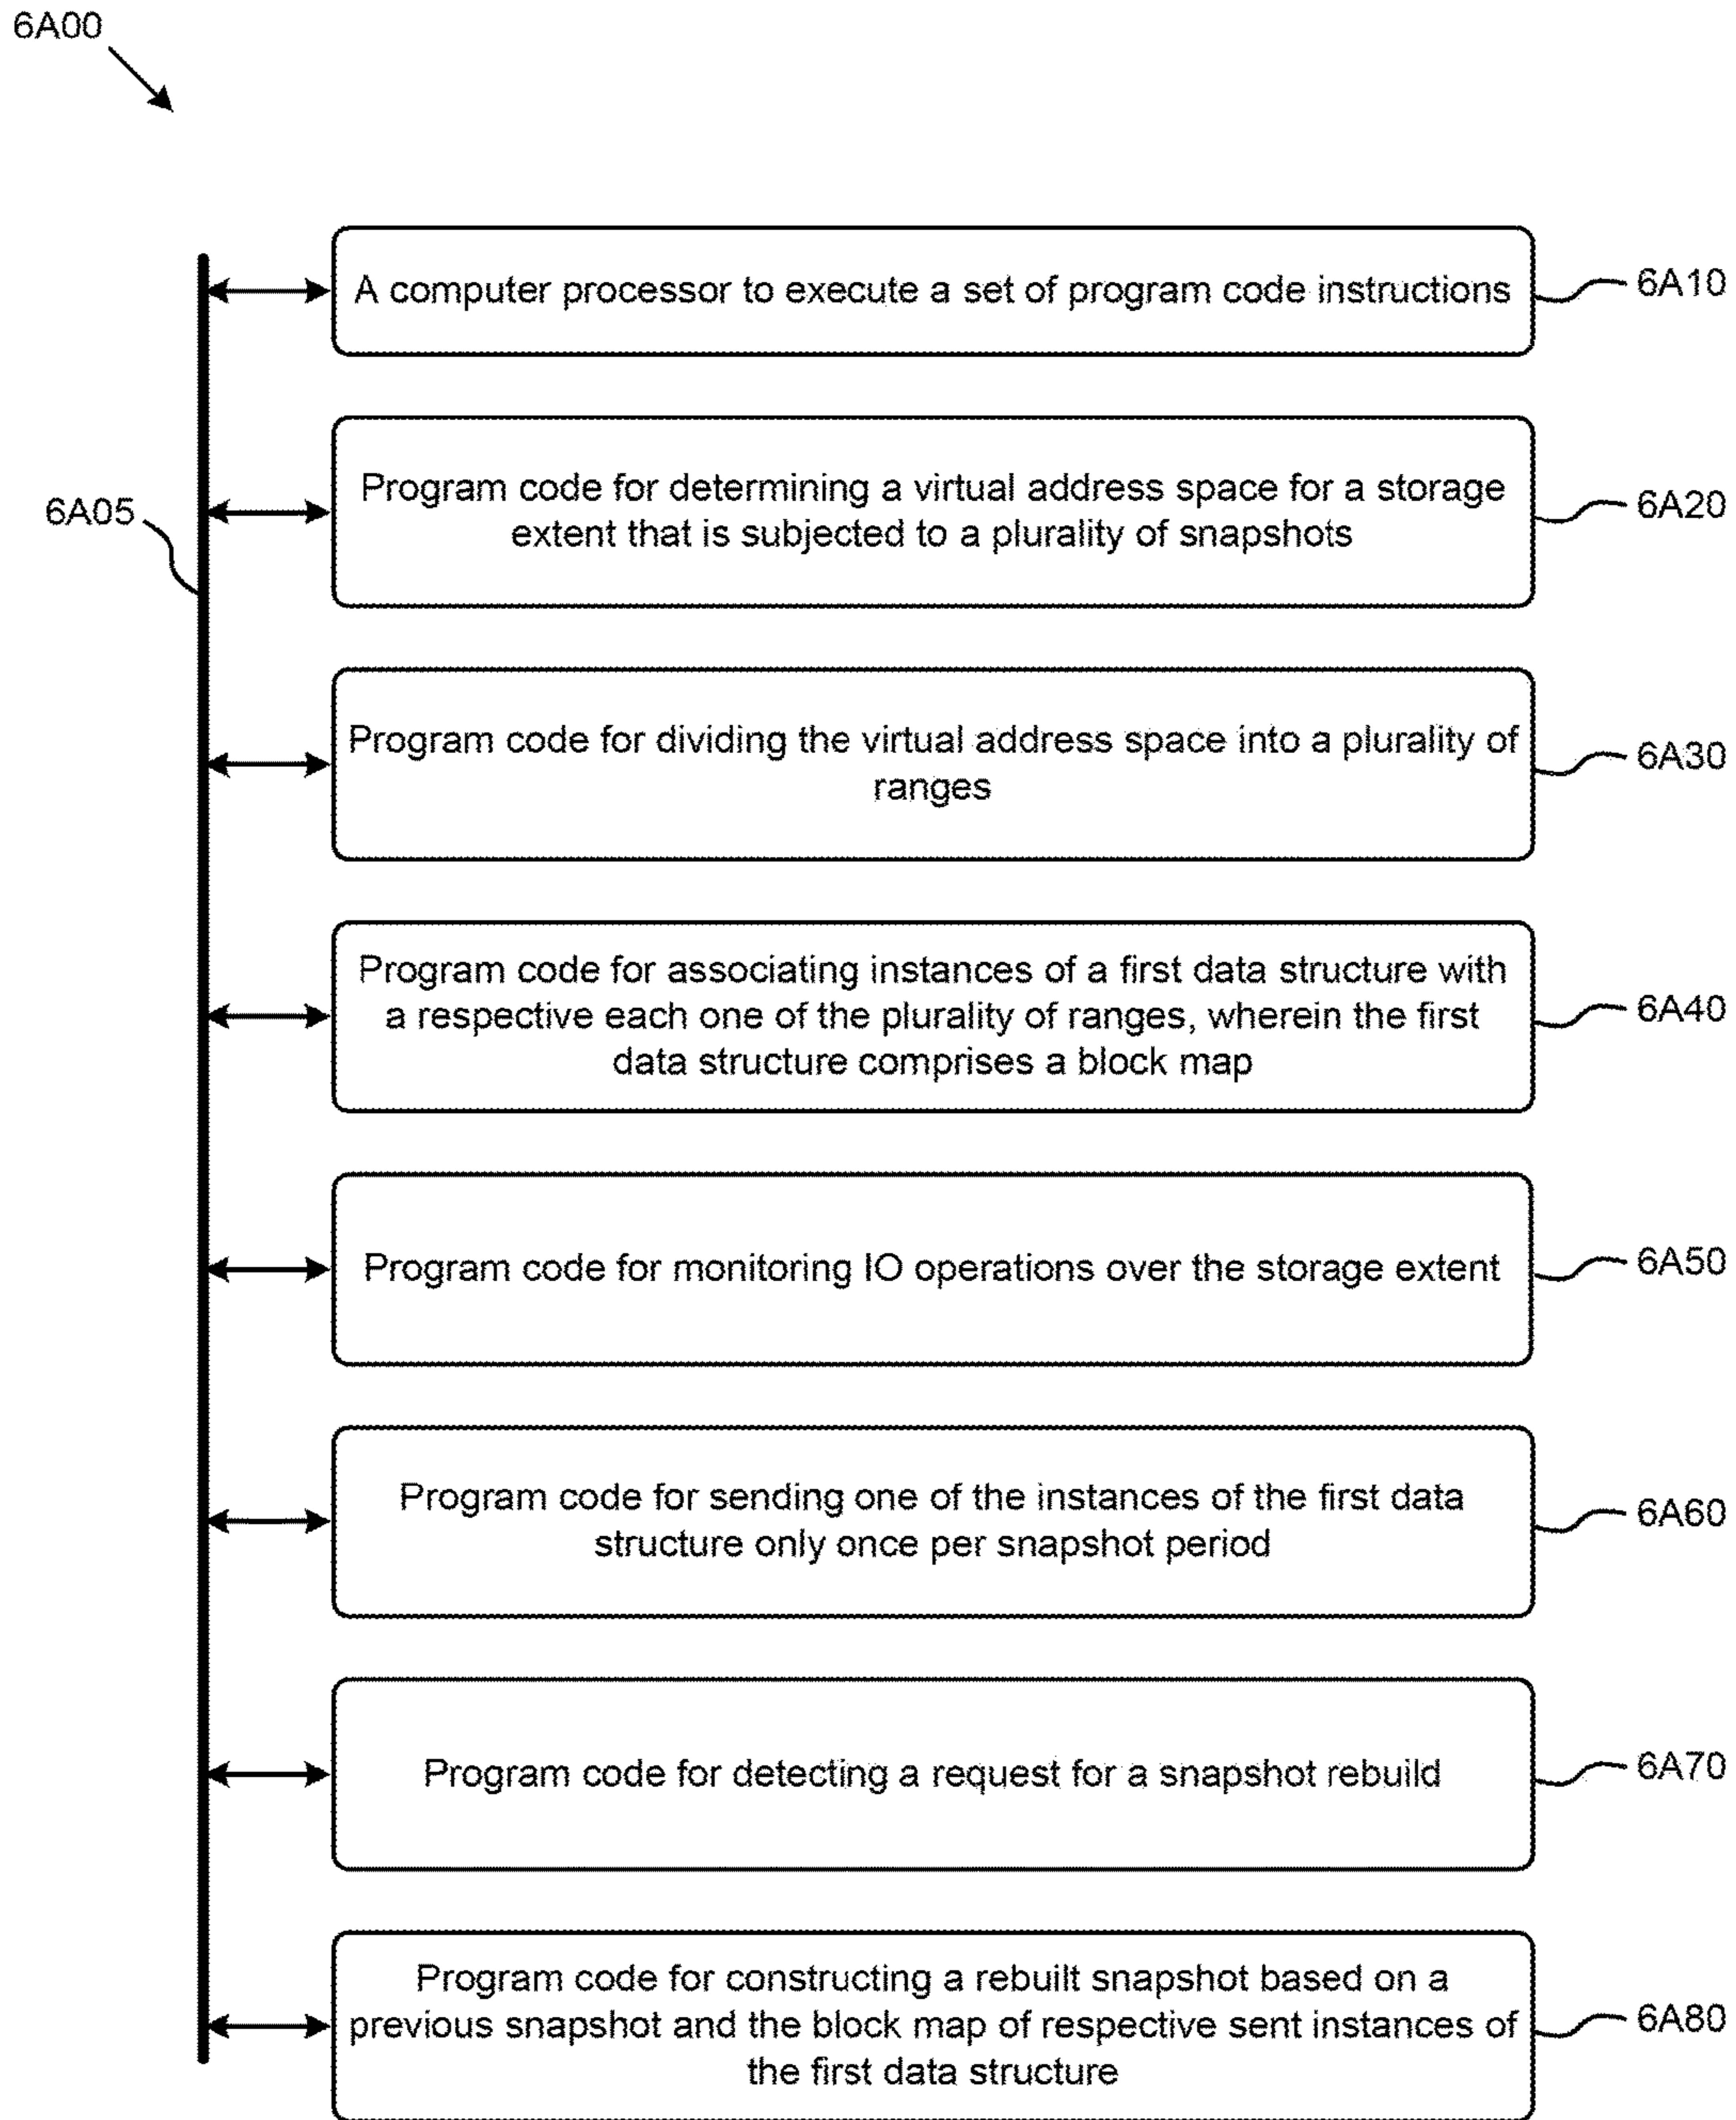 6A00
A computer processor to execute a set of program code instructions
6A10
6A05
Program code for determining a virtual address space for a storage
extent that is subjected to a plurality of snapshots
6A20
Program code for dividing the virtual address space into a plurality of
ranges
6A30
Program code for associating instances of a first data structure with
a respective each one of the plurality of ranges, wherein the first
data structure comprises a block map
6A40
Program code for monitoring IO operations over the storage extent
6A50
Program code for sending one of the instances of the first data
structure only once per snapshot period
6A60
Program code for detecting a request for a snapshot rebuild
6A70
Program code for constructing a rebuilt snapshot based on a
previous snapshot and the block map of respective sent instances of
the first data structure
6A80